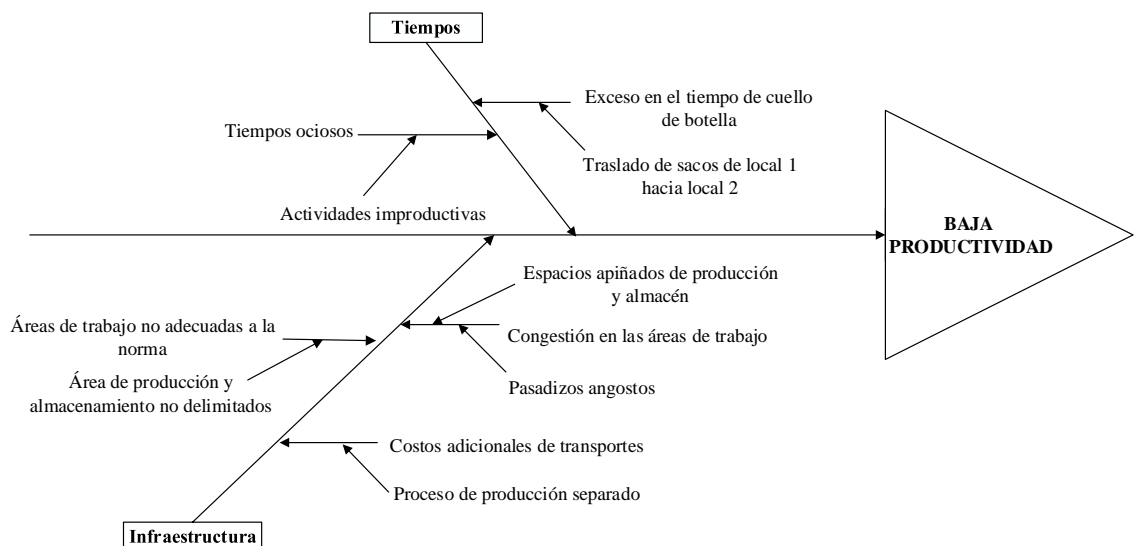 Tiempos
Exceso en el tiempo de cuello
de botella
Tiempos ociosos
Traslado de sacos de local 1
hacia local 2
Actividades improductivas
BAJA
PRODUCTIVIDAD
Espacios apiñados de producción
y almacén
Áreas de trabajo no adecuadas a la
norma
Congestión en las áreas de trabajo
Área de producción y
almacenamiento no delimitados
Pasadizos angostos
Costos adicionales de transportes
Proceso de producción separado
Infraestructura